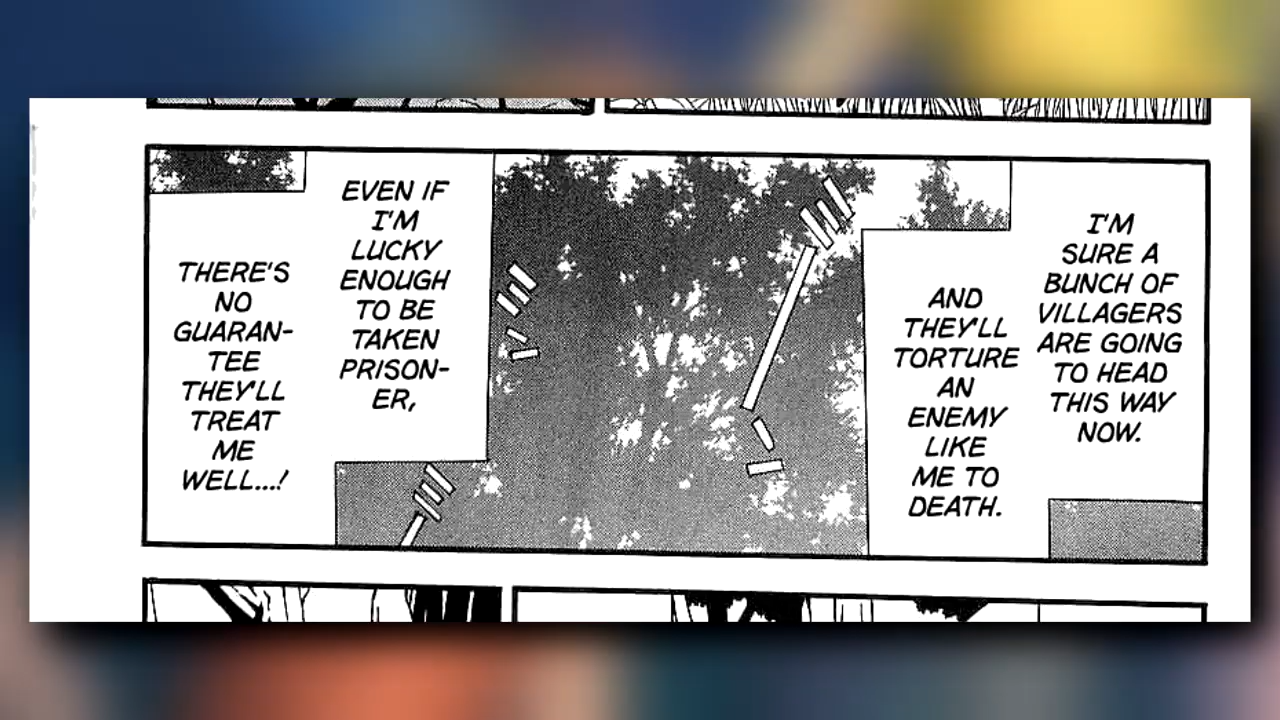 I'M
SURE A
BUNCH OF
VILLAGERS
ARE GOING
TO HEAD
THIS WAY
NOW.
AND
THEY'LL
TORTURE
AN
ENEMY
LIKE
ME TO
DEATH.
EVEN IF
I'M
LUCKY
ENOUGH
TO BE
TAKEN
PRISON-
ER,
THERE'S
NO
GUARAN-
TEE
THEY'LL
TREAT
ME
WELL...!